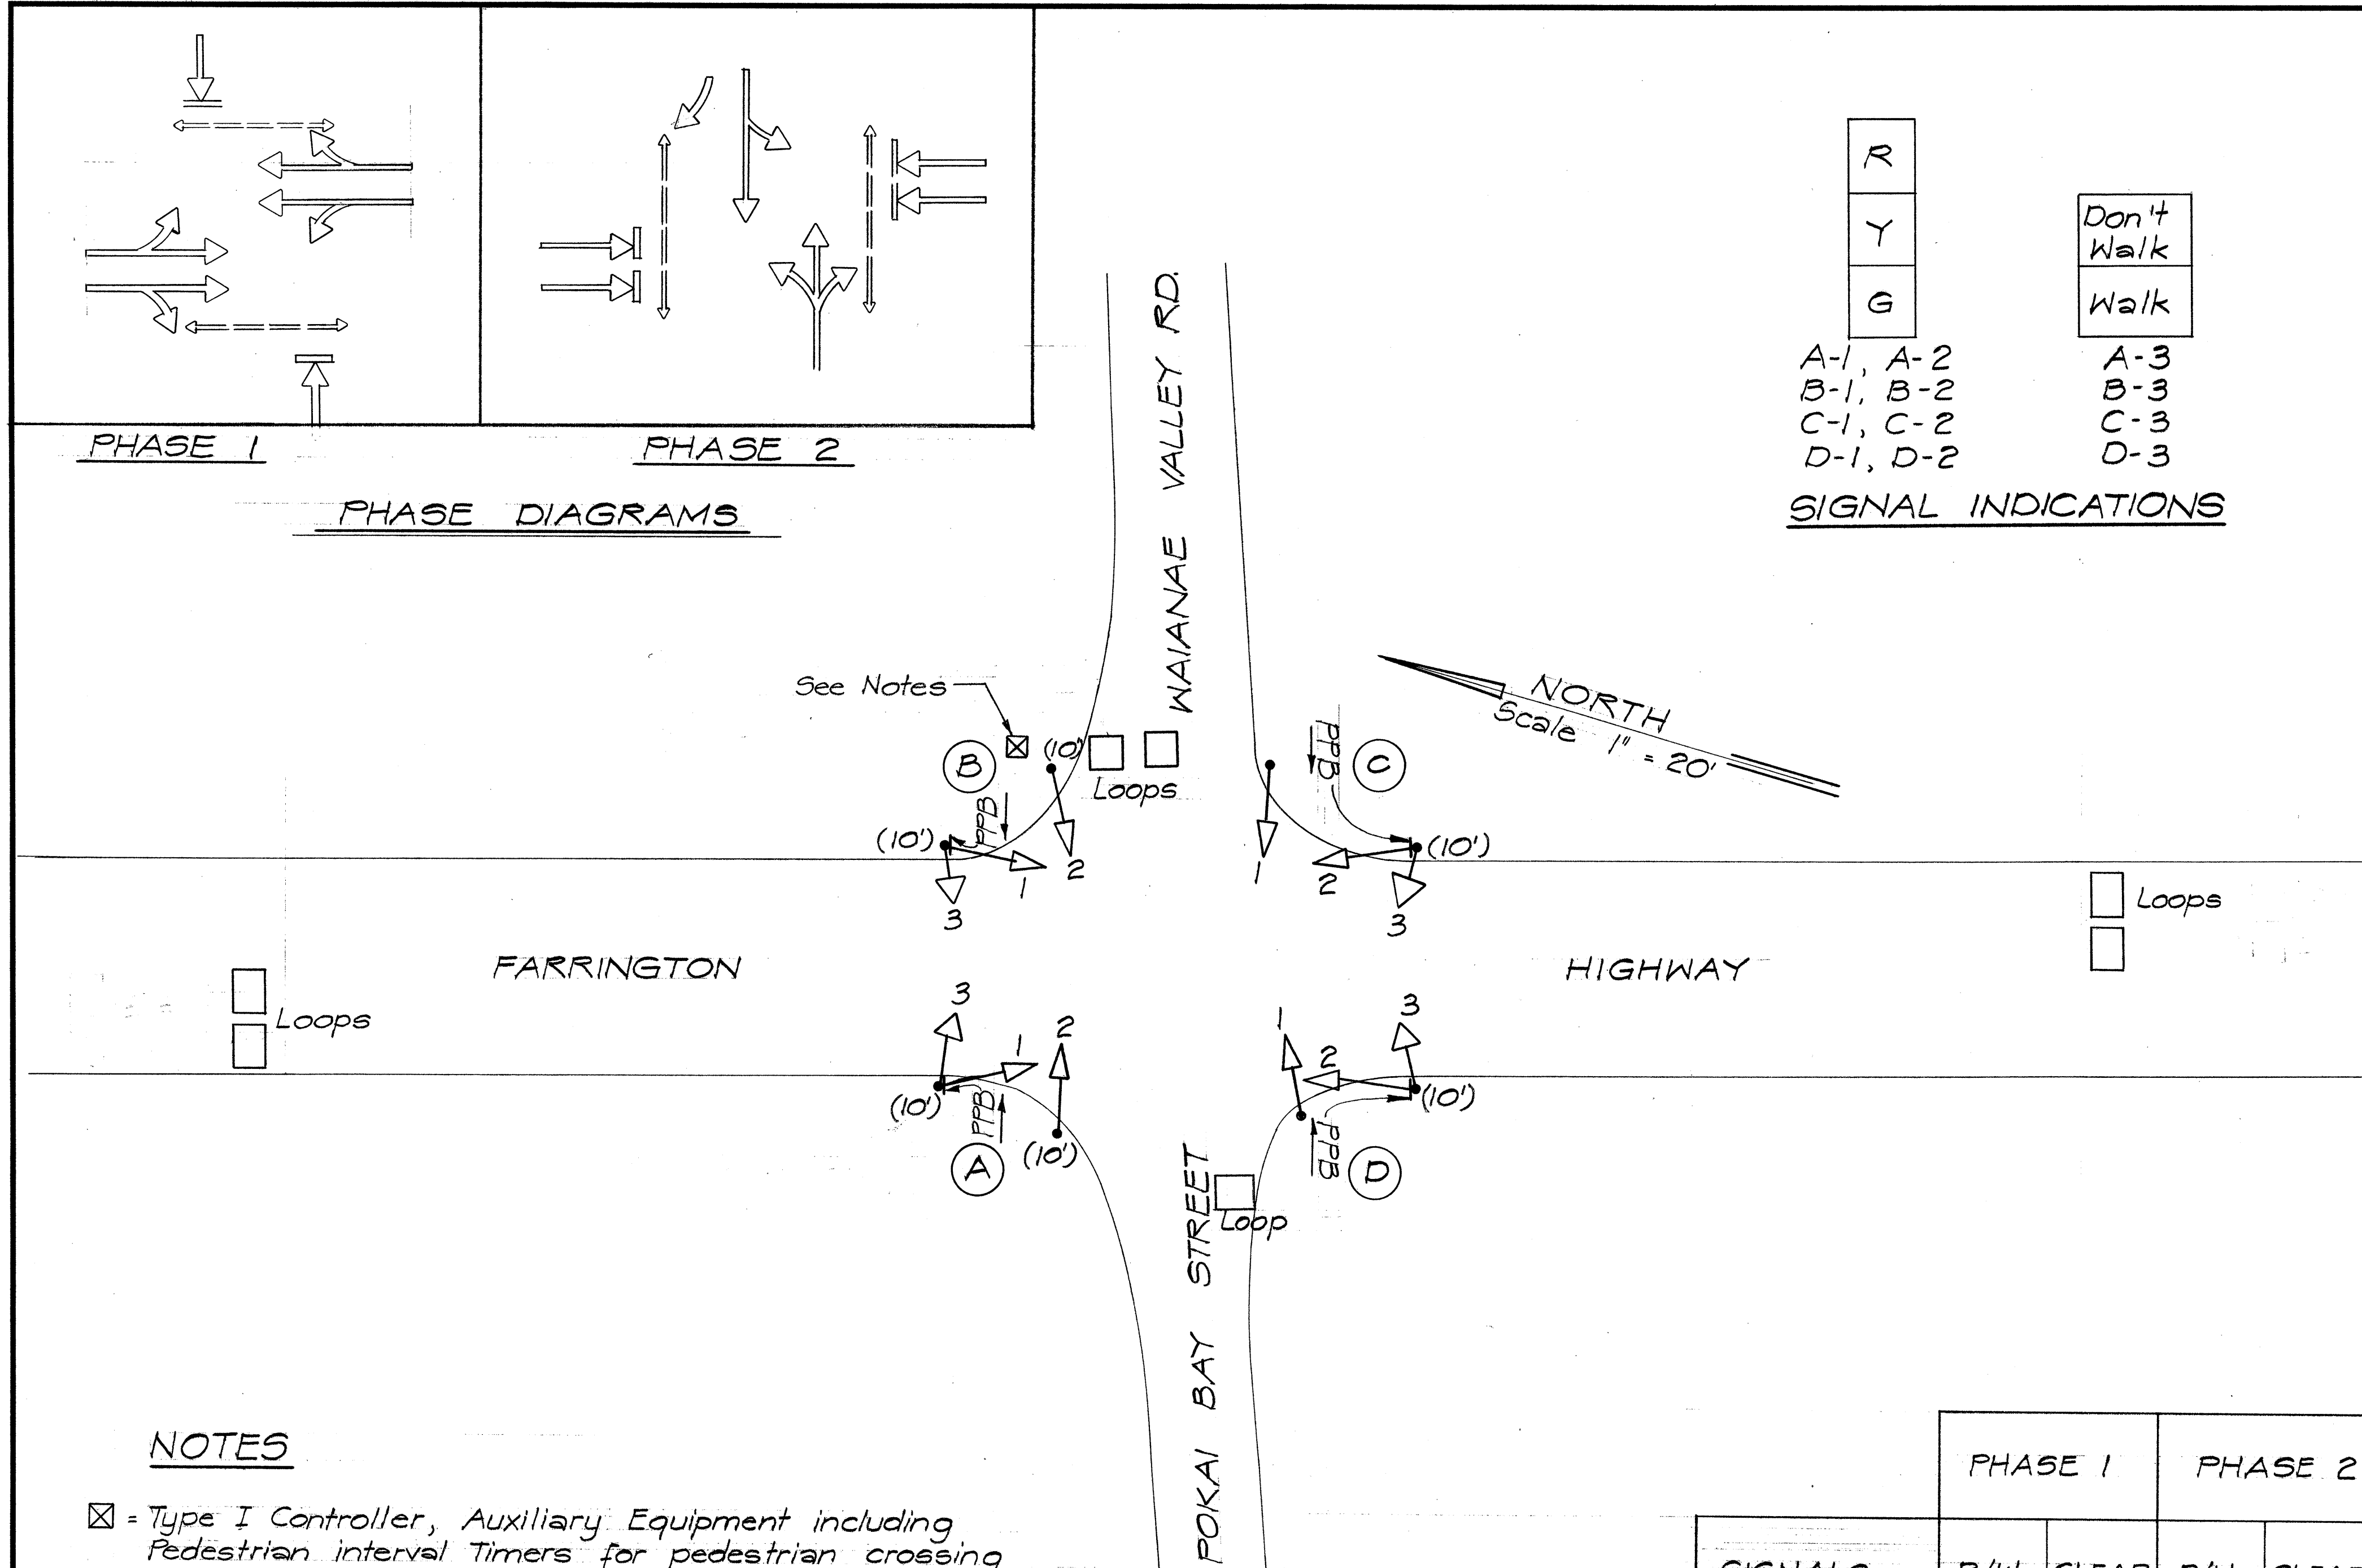 PHASE 1
PHASE 2
PHASE DIAGRAMS
R
Y
G
Don't
Walk
Walk
A-1, A-2
B-1, B-2
C-1, C-2
D-1, D-2
A-3
B-3
C-3
D-3
SIGNAL INDICATIONS
WAIANAE VALLEY RD.
NORTH
Scale 1" = 20'
See Notes
B
(10')
Loops
PPB
(10')
1
2
3
PPB
C
(10')
1
2
3
Loops
FARRINGTON
HIGHWAY
Loops
3
1
2
(10')
PPB
A
(10')
1
2
3
(10')
PPB
D
Loop
POKAI BAY STREET
NOTES
= Type I Controller, Auxiliary Equipment including
Pedestrian interval Timers for pedestrian crossing
PHASE 1
PHASE 2